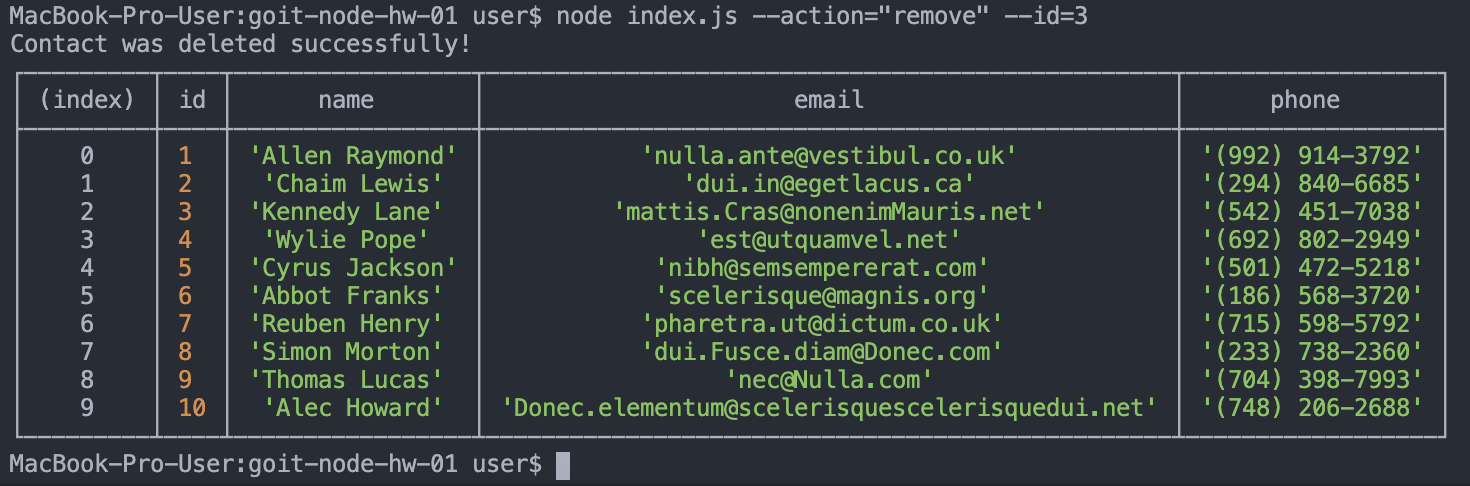 MacBook-Pro-User:goit-node-hw-01 user$ node index.js --action="remove" --id=3
Contact was deleted successfully!
(index) id name email phone
0 1 'Allen Raymond' 'nulla.ante@vestibul.co.uk' '(992) 914-3792'
1 2 'Chaim Lewis' 'dui.in@egetlacus.ca' '(294) 840-6685'
2 3 'Kennedy Lane' 'mattis.Cras@nonenimMauris.net' '(542) 451-7038'
3 4 'Wylie Pope' 'est@utquamvel.net' '(692) 802-2949'
4 5 'Cyrus Jackson' 'nibh@semsempererat.com' '(501) 472-5218'
5 6 'Abbot Franks' 'scelerisque@magnis.org' '(186) 568-3720'
6 7 'Reuben Henry' 'pharetra.ut@dictum.co.uk' '(715) 598-5792'
7 8 'Simon Morton' 'dui.Fusce.diam@Donec.com' '(233) 738-2360'
8 9 'Thomas Lucas' 'nec@Nulla.com' '(704) 398-7993'
9 10 'Alec Howard' 'Donec.elementum@scelerisquescelerisquedui.net' '(748) 206-2688'
MacBook-Pro-User:goit-node-hw-01 user$